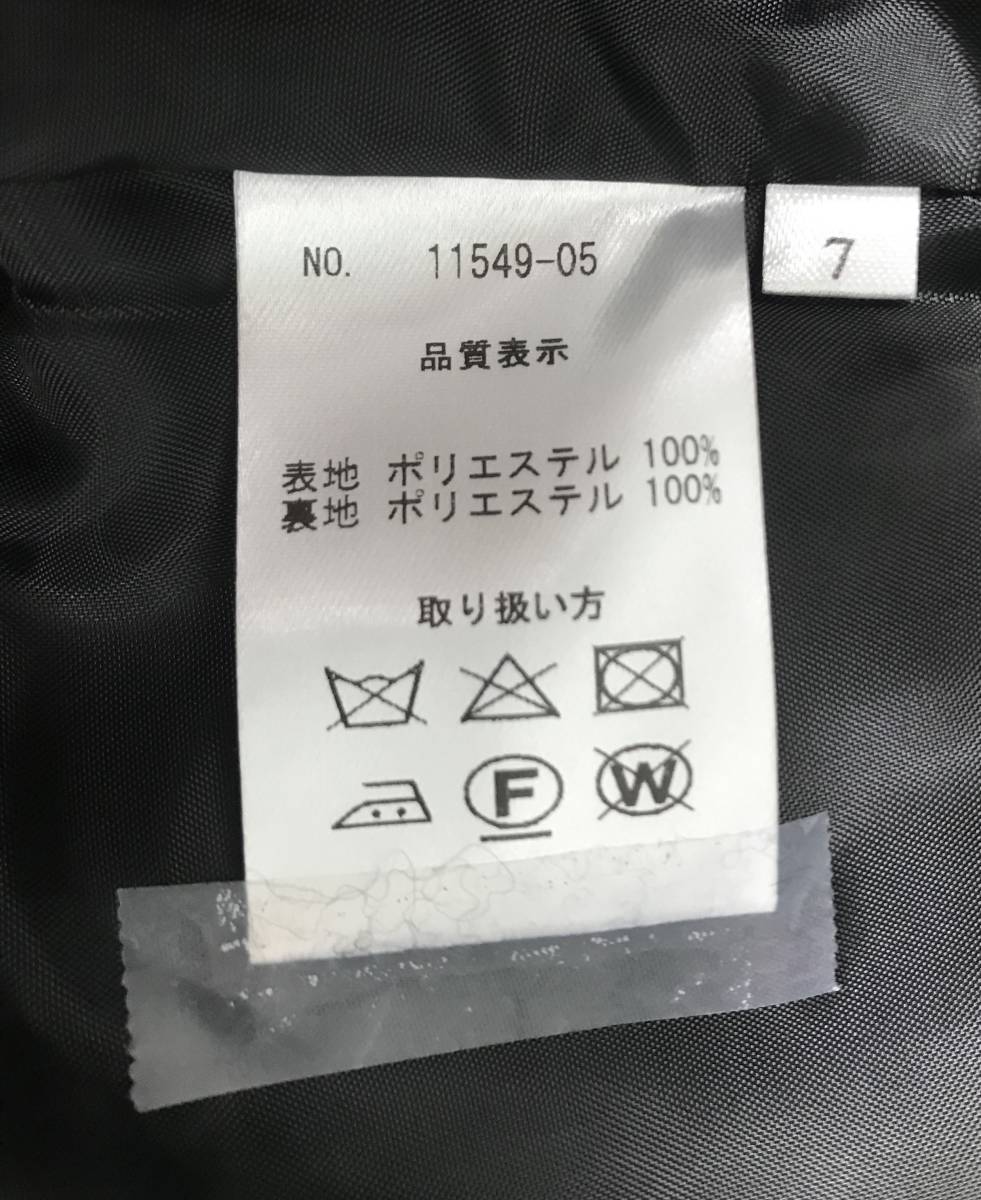 NO. 11549-05
7
品質表示
表地 ポリエステル 100%
裏地 ポリエステル 100%
取り扱い方
F W